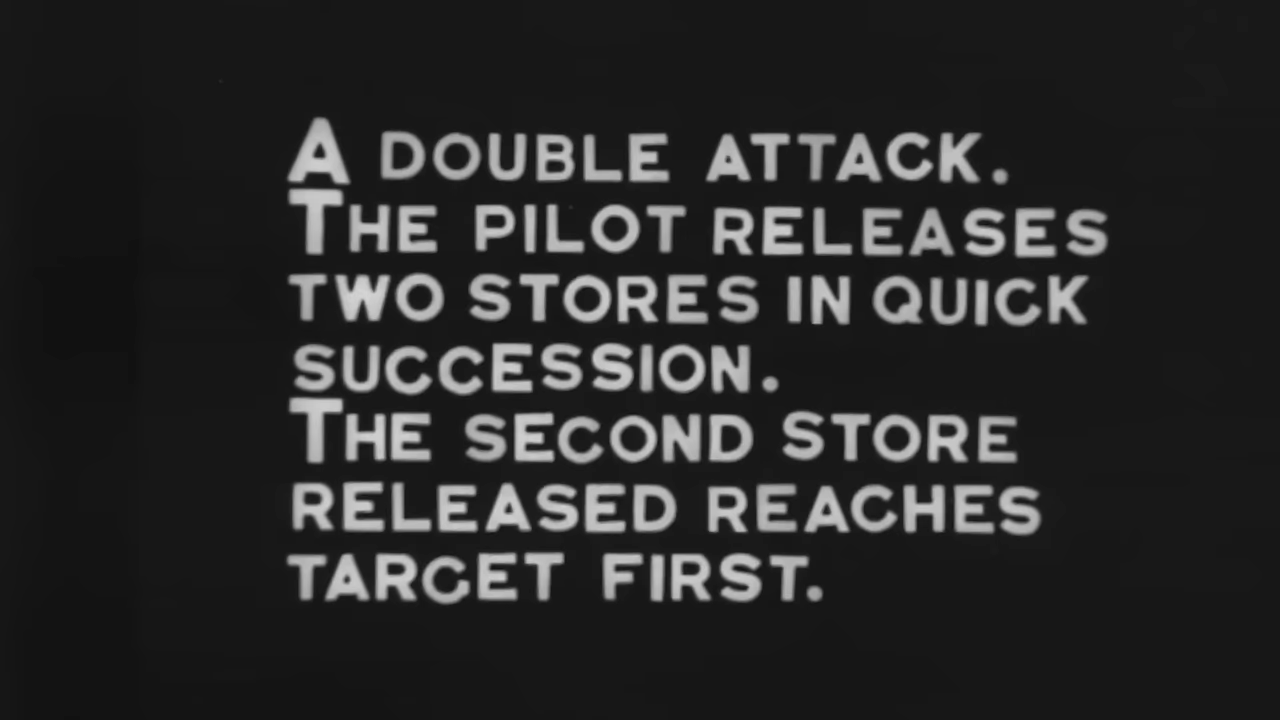 A DOUBLE ATTACK.
THE PILOT RELEASES
TWO STORES IN QUICK
SUCCESSION.
THE SECOND STORE
RELEASED REACHES
TARGET FIRST.